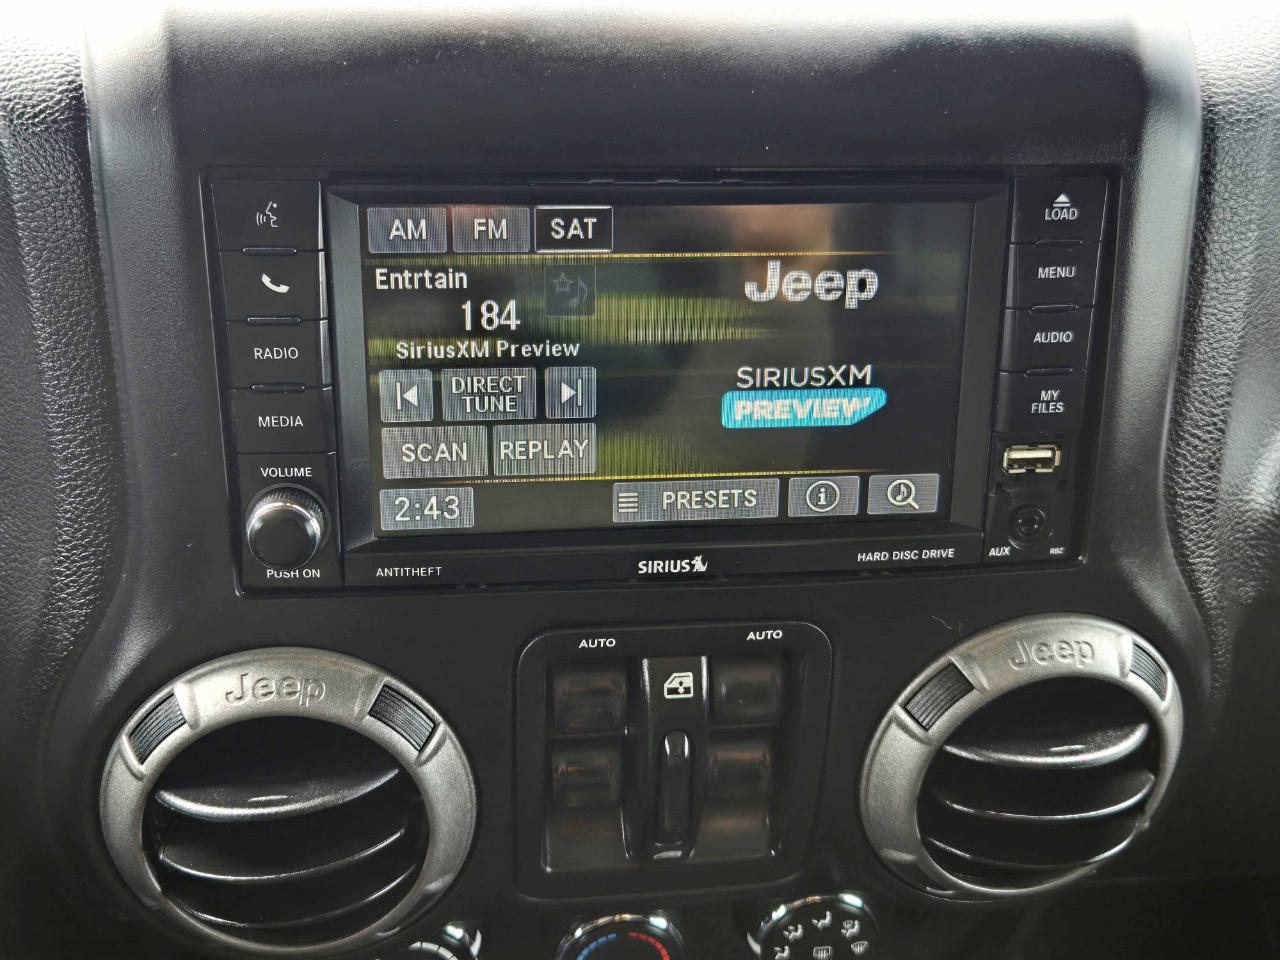 AM FM SAT
Entrtain
184
SiriusXM Preview
DIRECT
TUNE
SCAN REPLAY
2:43
PRESETS
Jeep
SIRIUSXM
PREVIEW
RADIO
MEDIA
VOLUME
PUSH ON
LOAD
MENU
AUDIO
MY
FILES
AUX RBZ
ANTITHEFT
SIRIUS
HARD DISC DRIVE
AUTO AUTO
Jeep
Jeep